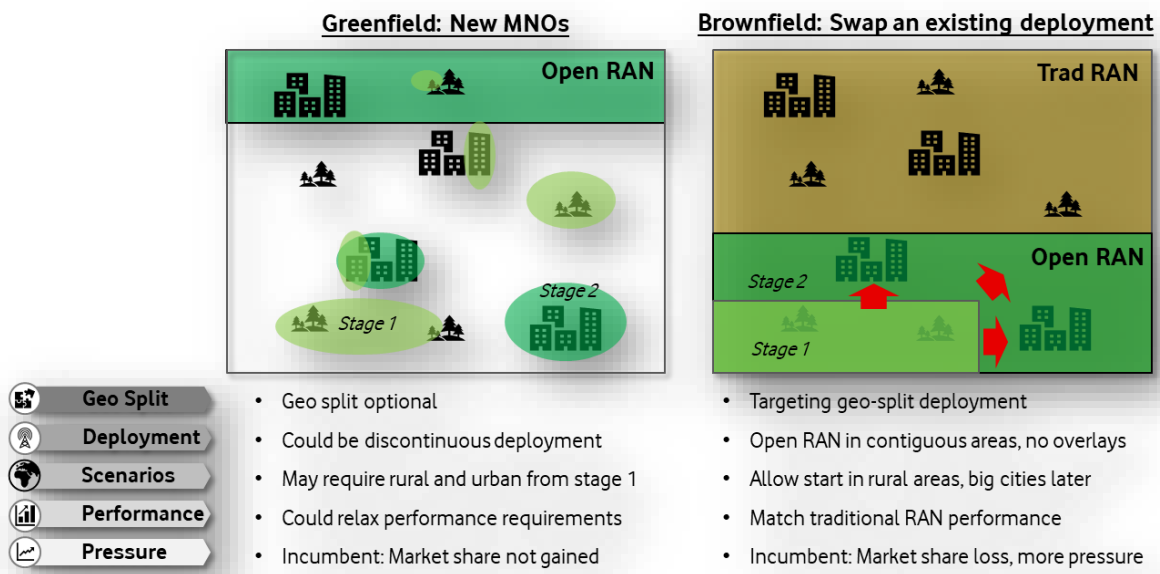 Greenfield: New MNOs
Brownfield: Swap an existing deployment
Open RAN
Stage 2
Stage 1
Trad RAN
Open RAN
Stage 2
Stage 1
Geo Split
• Geo split optional
• Targeting geo-split deployment
Deployment
• Could be discontinuous deployment
• Open RAN in contiguous areas, no overlays
Scenarios
• May require rural and urban from stage 1
• Allow start in rural areas, big cities later
Performance
• Could relax performance requirements
• Match traditional RAN performance
Pressure
• Incumbent: Market share not gained
• Incumbent: Market share loss, more pressure